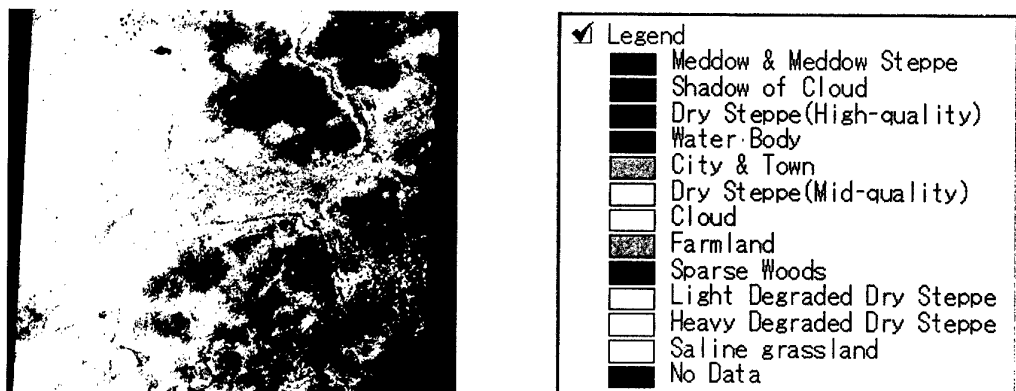 Legend
Meddow & Meddow Steppe
Shadow of Cloud
Dry Steppe(High-quality)
Water Body
City & Town
Dry Steppe(Mid-quality)
Cloud
Farmland
Sparse Woods
Light Degraded Dry Steppe
Heavy Degraded Dry Steppe
Saline grassland
No Data